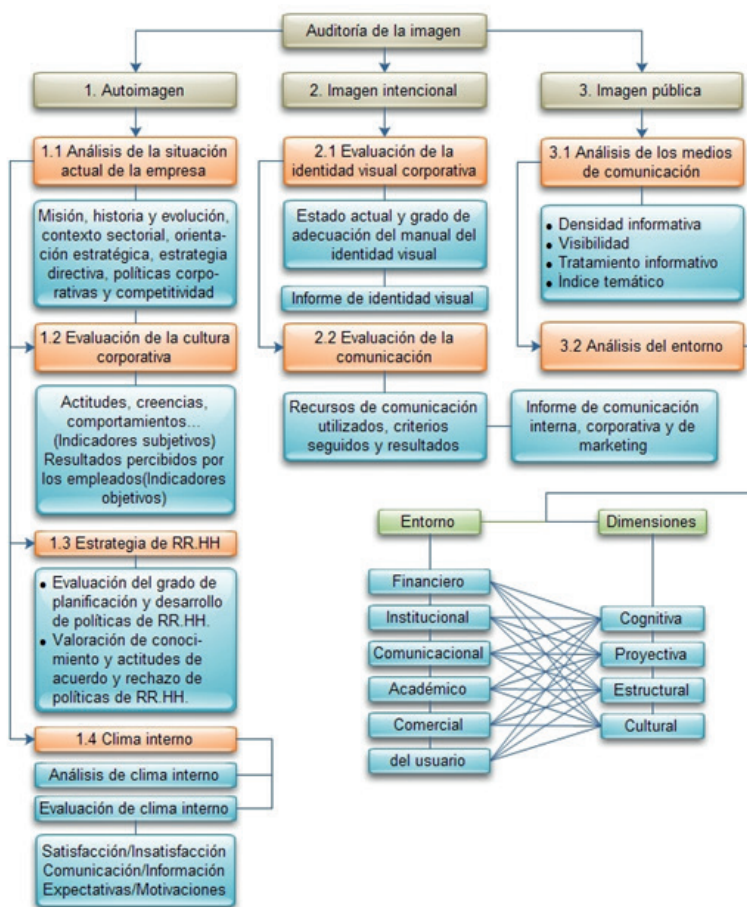 Auditoría de la imagen
1. Autoimagen
2. Imagen intencional
3. Imagen pública
1.1 Análisis de la situación
actual de la empresa
Misión, historia y evolución,
contexto sectorial, orienta-
ción estratégica, estrategia
directiva, políticas corpo-
rativas y competitividad
1.2 Evaluación de la cultura
corporativa
Actitudes, creencias,
comportamientos...
(Indicadores subjetivos)
Resultados percibidos por
los empleados(Indicadores
objetivos)
1.3 Estrategia de RR.HH
• Evaluación del grado de
planificación y desarrollo
de políticas de RR.HH.
• Valoración de conoci-
miento y actitudes de
acuerdo y rechazo de
políticas de RR.HH.
1.4 Clima interno
Análisis de clima interno
Evaluación de clima interno
Satisfacción/Insatisfacción
Comunicación/Información
Expectativas/Motivaciones
2.1 Evaluación de la
identidad visual corporativa
Estado actual y grado de
adecuación del manual del
identidad visual
Informe de identidad visual
2.2 Evaluación de la
comunicación
Recursos de comunicación
utilizados, criterios
seguidos y resultados
Informe de comunicación
interna, corporativa y de
marketing
3.1 Análisis de los medios
de comunicación
• Densidad informativa
• Visibilidad
• Tratamiento informativo
• Índice temático
3.2 Análisis del entorno
Entorno
Financiero
Institucional
Comunicacional
Académico
Comercial
del usuario
Dimensiones
Cognitiva
Proyectiva
Estructural
Cultural